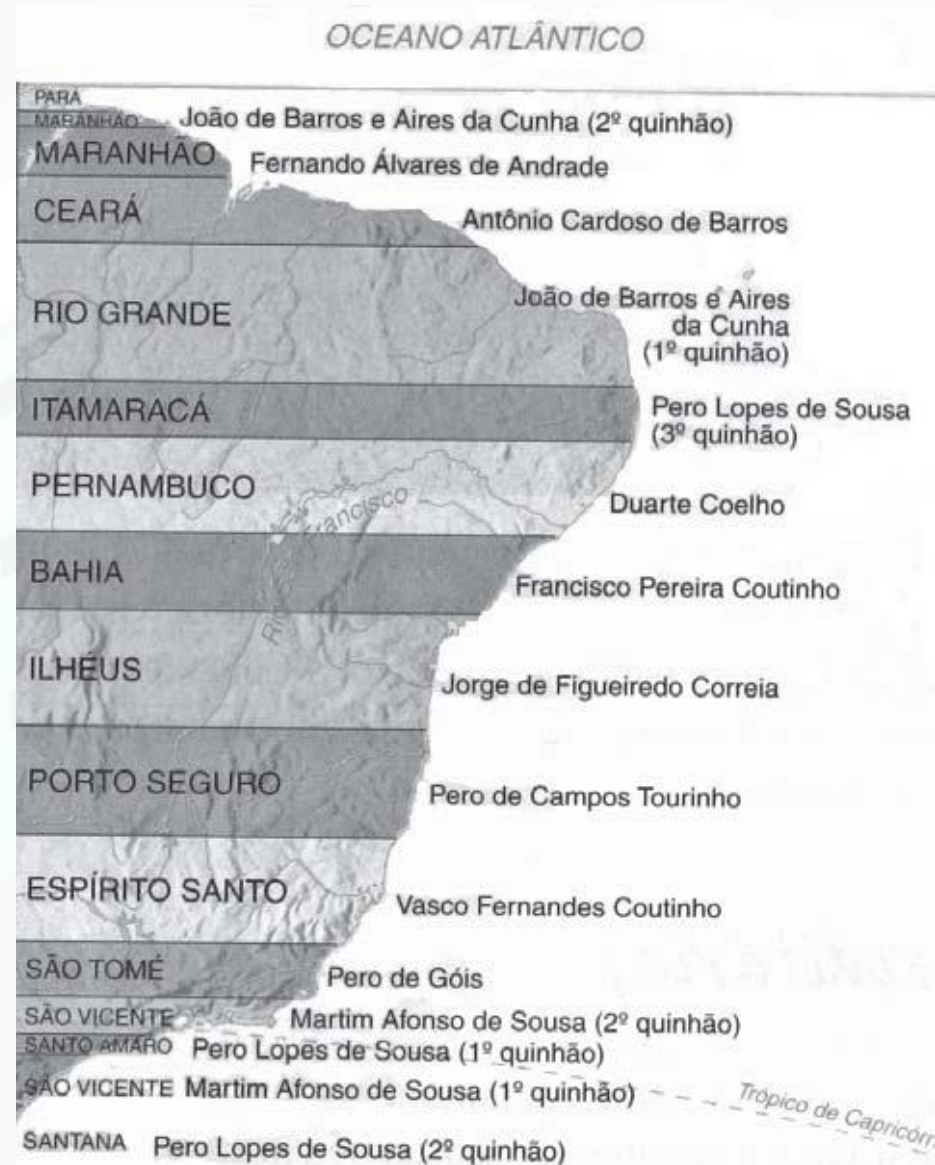 OCEANO ATLÂNTICO
PARÁ
MARANHÃO João de Barros e Aires da Cunha (2º quinhão)
MARANHÃO Fernando Álvares de Andrade
CEARÁ Antônio Cardoso de Barros
RIO GRANDE João de Barros e Aires
da Cunha
(1º quinhão)
ITAMARACÁ Pero Lopes de Sousa
(3º quinhão)
PERNAMBUCO Duarte Coelho
Rio São Francisco
BAHIA Francisco Pereira Coutinho
ILHEUS Jorge de Figueiredo Correia
PORTO SEGURO Pero de Campos Tourinho
ESPÍRITO SANTO Vasco Fernandes Coutinho
SÃO TOMÉ Pero de Góis
SÃO VICENTE Martim Afonso de Sousa (2º quinhão)
SANTO AMARO Pero Lopes de Sousa (1º quinhão)
SÃO VICENTE Martim Afonso de Sousa (1º quinhão)
Trópico de Capricórn
SANTANA Pero Lopes de Sousa (2º quinhão)